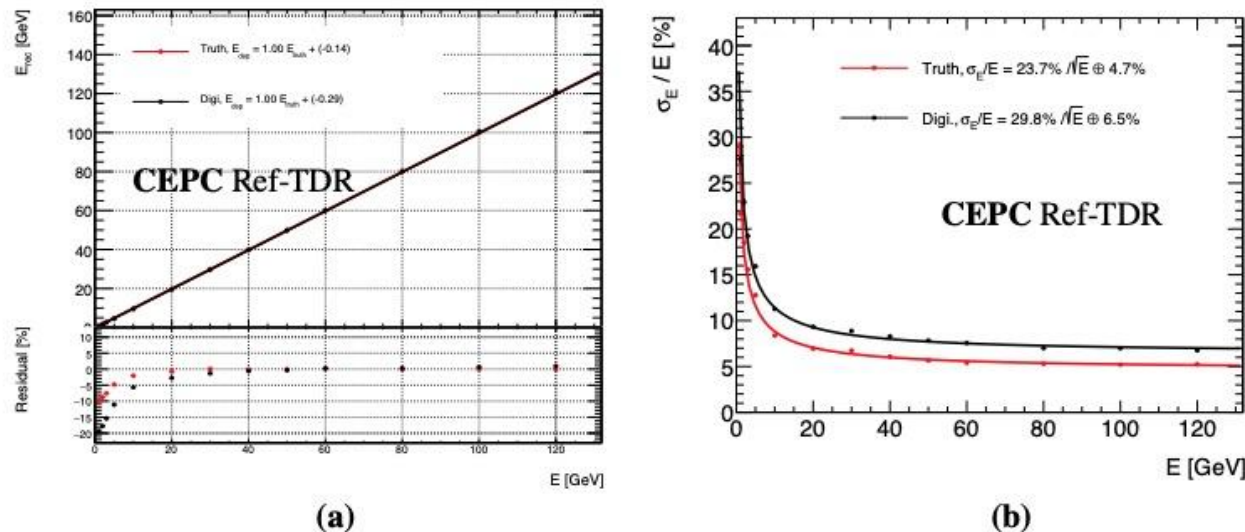 E_rec [GeV]
160
140
120
100
80
60
40
20
0
Truth, E_dep = 1.00 E_truth + (-0.14)
Digi, E_dep = 1.00 E_truth + (-0.29)
CEPC Ref-TDR
Residual [%]
10
5
0
−5
−10
−15
−20
0 20 40 60 80 100 120
E [GeV]
(a)
σ_E / E [%]
40
35
30
25
20
15
10
5
0
Truth, σ_E/E = 23.7% /√E ⊕ 4.7%
Digi., σ_E/E = 29.8% /√E ⊕ 6.5%
CEPC Ref-TDR
0 20 40 60 80 100 120
E [GeV]
(b)